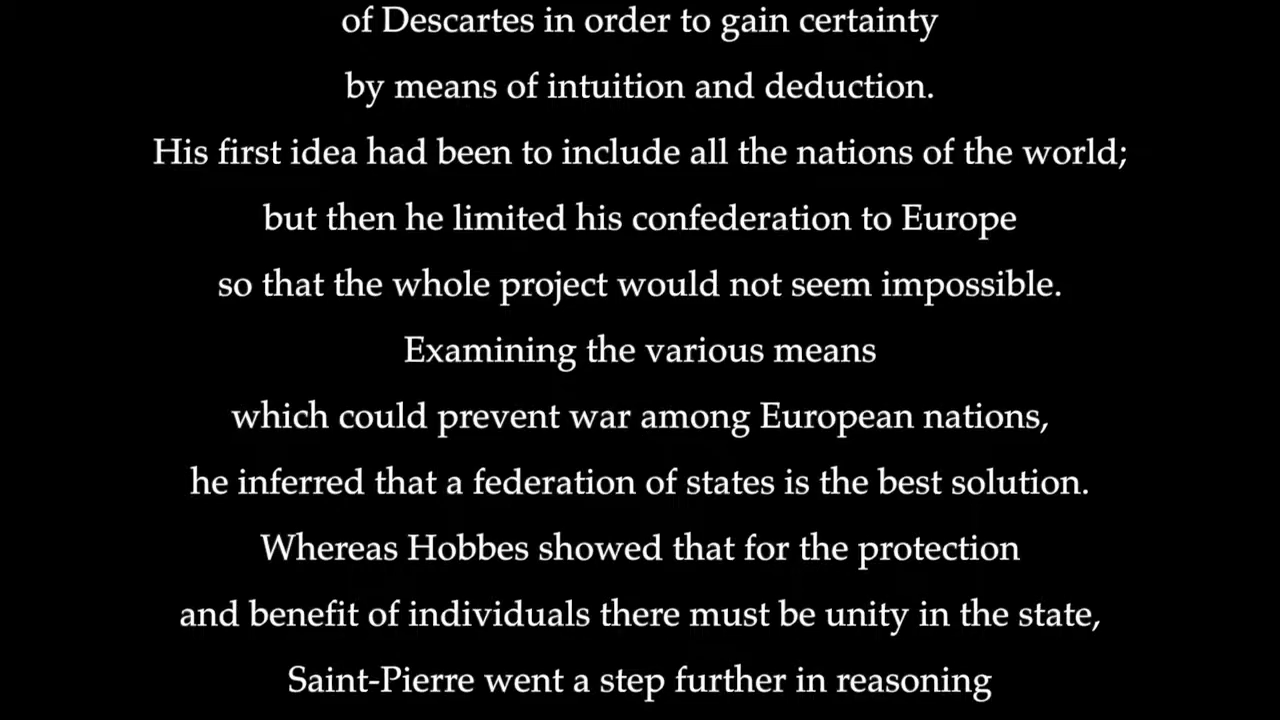 of Descartes in order to gain certainty
by means of intuition and deduction.
His first idea had been to include all the nations of the world;
but then he limited his confederation to Europe
so that the whole project would not seem impossible.
Examining the various means
which could prevent war among European nations,
he inferred that a federation of states is the best solution.
Whereas Hobbes showed that for the protection
and benefit of individuals there must be unity in the state,
Saint-Pierre went a step further in reasoning